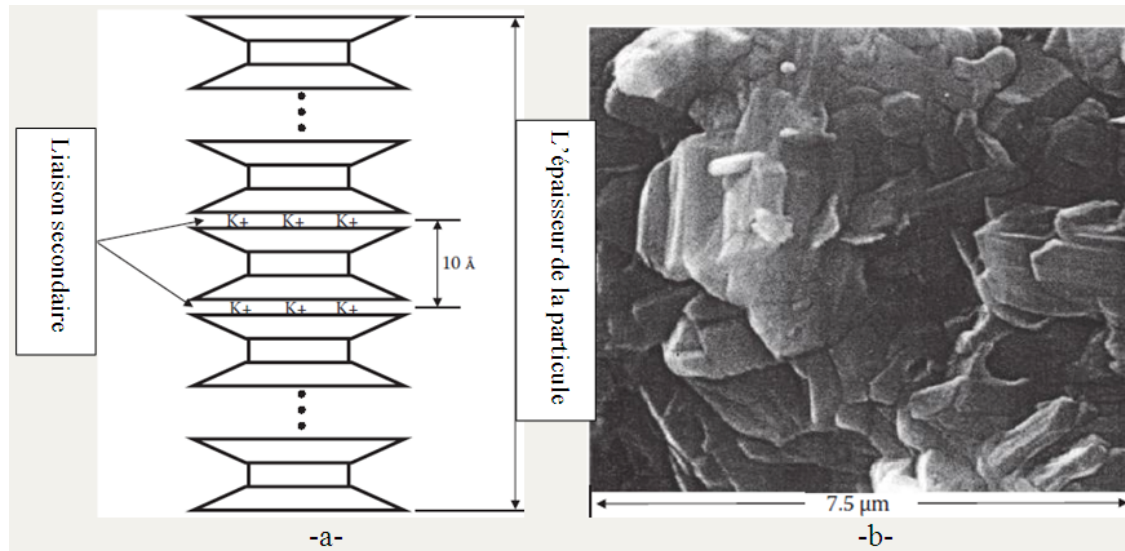 Liaison secondaire
K+ K+ K+
K+ K+ K+
10 Å
L'épaisseur de la particule
7.5 µm
-a-
-b-